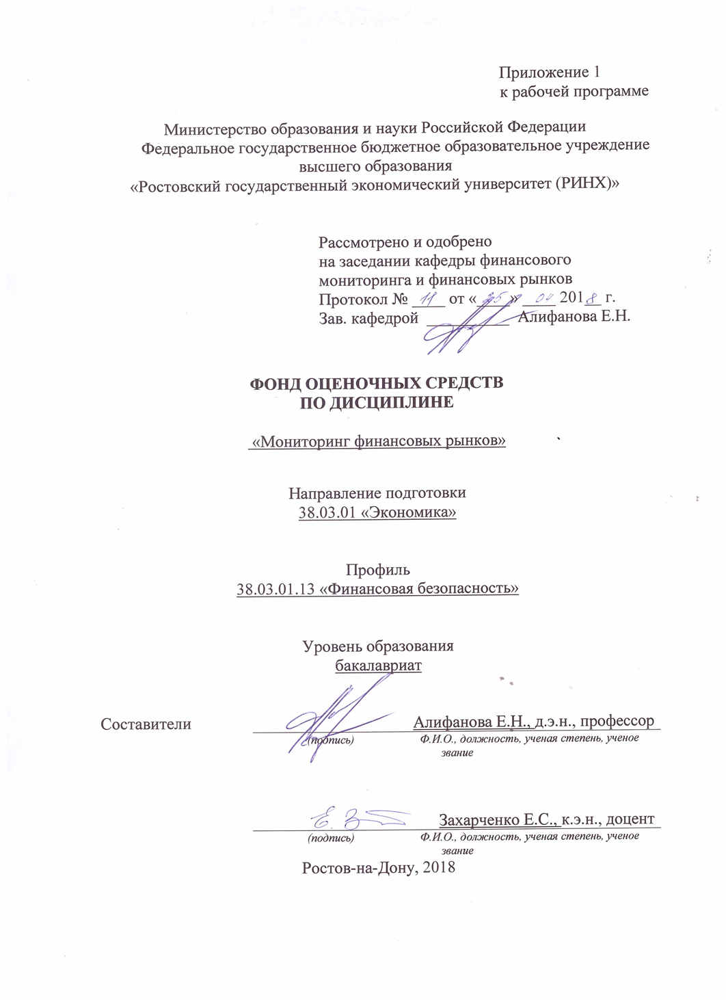 Приложение 1
к рабочей программе
Министерство образования и науки Российской Федерации
Федеральное государственное бюджетное образовательное учреждение
высшего образования
«Ростовский государственный экономический университет (РИНХ)»
Рассмотрено и одобрено
на заседании кафедры финансового
мониторинга и финансовых рынков
Протокол № 11 от «25» 04 2018 г.
Зав. кафедрой __________ Алифанова Е.Н.
ФОНД ОЦЕНОЧНЫХ СРЕДСТВ
ПО ДИСЦИПЛИНЕ
«Мониторинг финансовых рынков»
Направление подготовки
38.03.01 «Экономика»
Профиль
38.03.01.13 «Финансовая безопасность»
Уровень образования
бакалавриат
Составители Алифанова Е.Н., д.э.н., профессор
(подпись) Ф.И.О., должность, ученая степень, ученое
звание
Е. З Захарченко Е.С., к.э.н., доцент
(подпись) Ф.И.О., должность, ученая степень, ученое
звание
Ростов-на-Дону, 2018